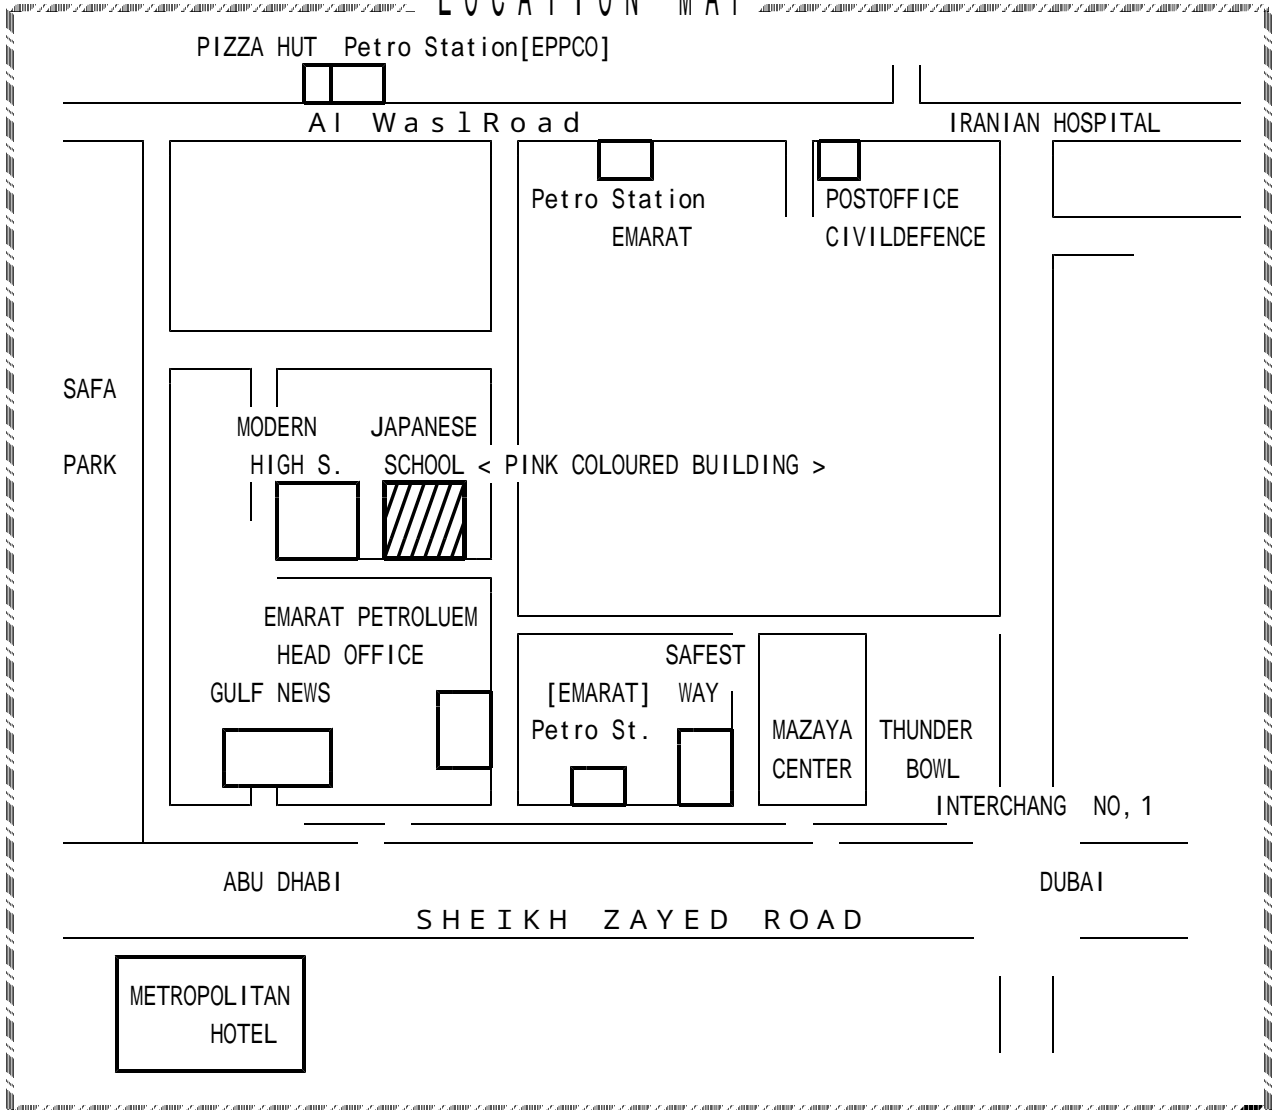 LOCATION MAP
PIZZA HUT Petro Station[EPPCO]
Al WaslRoad
IRANIAN HOSPITAL
Petro Station
EMARAT
POSTOFFICE
CIVILDEFENCE
SAFA
PARK
MODERN
HIGH S.
JAPANESE
SCHOOL < PINK COLOURED BUILDING >
EMARAT PETROLUEM
HEAD OFFICE
GULF NEWS
SAFEST
WAY
[EMARAT]
Petro St.
MAZAYA
CENTER
THUNDER
BOWL
INTERCHANG NO,1
ABU DHABI
DUBAI
SHEIKH ZAYED ROAD
METROPOLITAN
HOTEL